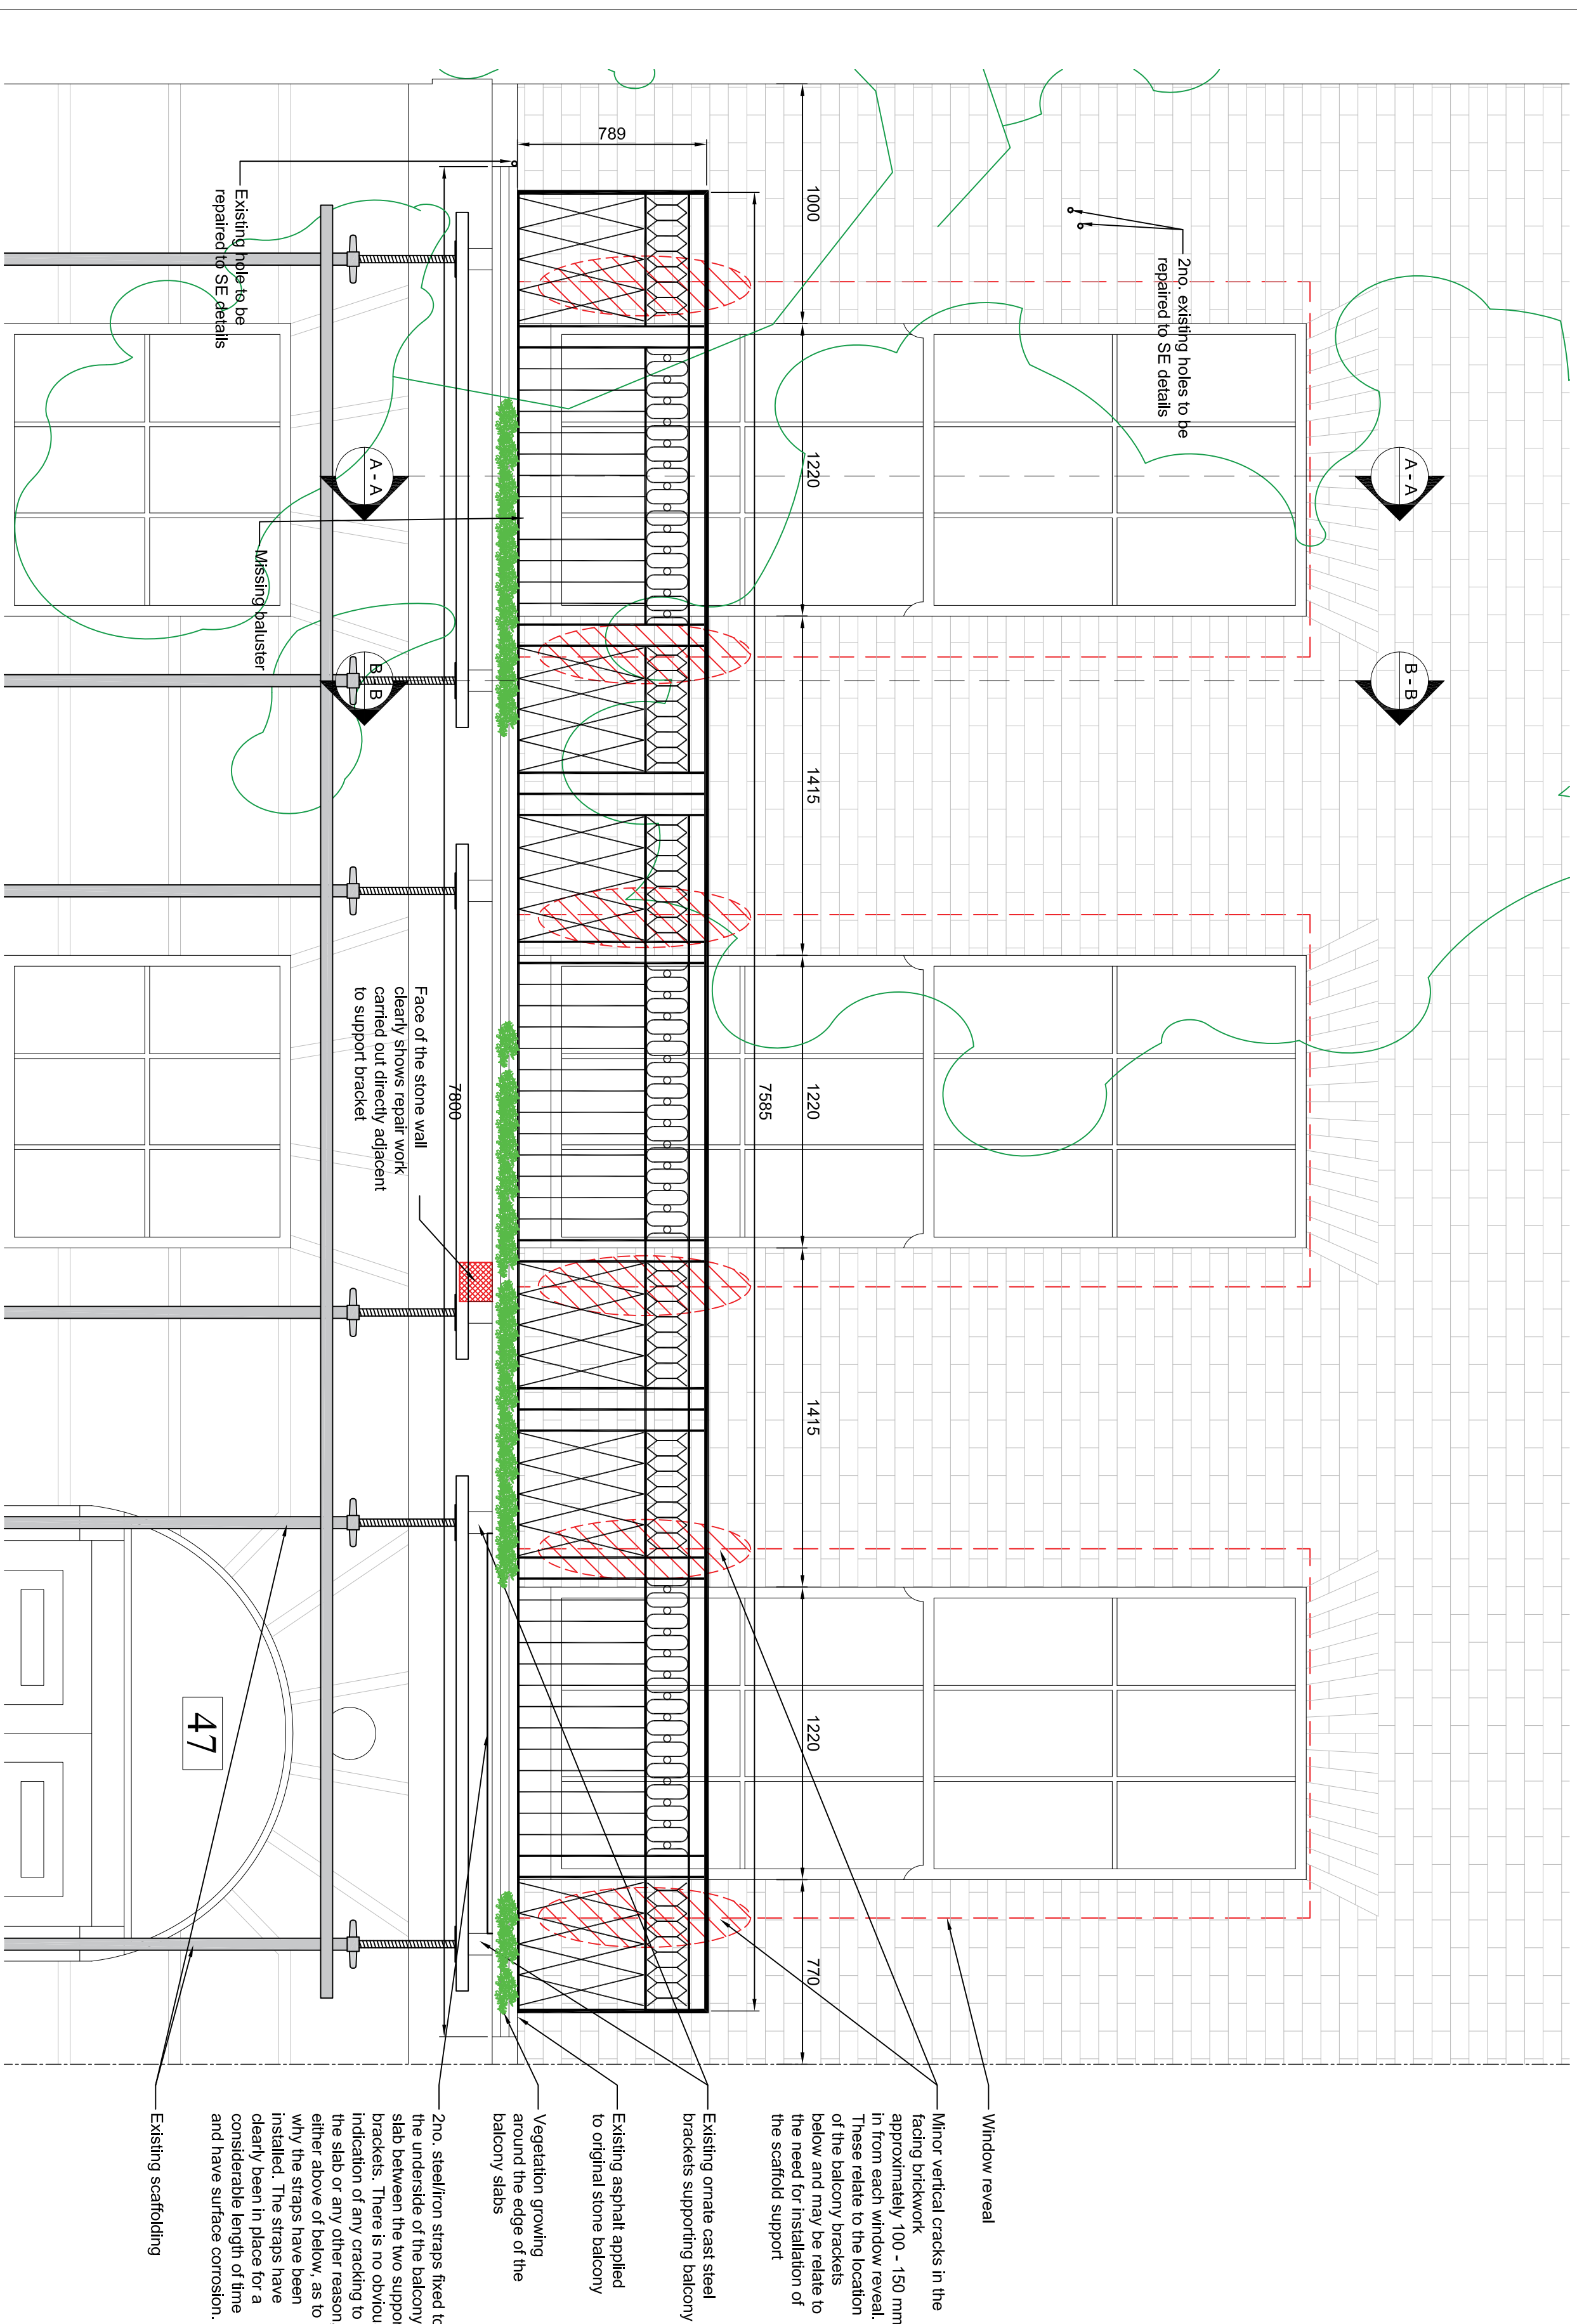 A - A
B - B
2no. existing holes to be
repaired to SE details
1000
1220
1415
1220
1415
1220
770
7585
789
7800
Existing hole to be
repaired to SE details
A - A
B - B
Missing baluster
Face of the stone wall
clearly shows repair work
carried out directly adjacent
to support bracket
47
Window reveal
Minor vertical cracks in the
facing brickwork
approximately 100 - 150 mm
in from each window reveal.
These relate to the location
of the balcony brackets
below and may be relate to
the need for installation of
the scaffold support
Existing ornate cast steel
brackets supporting balcony
Existing asphalt applied
to original stone balcony
Vegetation growing
around the edge of the
balcony slabs
2no. steel/iron straps fixed to
the underside of the balcony
slab between the two suppor
brackets. There is no obviou
indication of any cracking to
the slab or any other reason
either above of below, as to
why the straps have been
installed. The straps have
clearly been in place for a
considerable length of time
and have surface corrosion.
Existing scaffolding